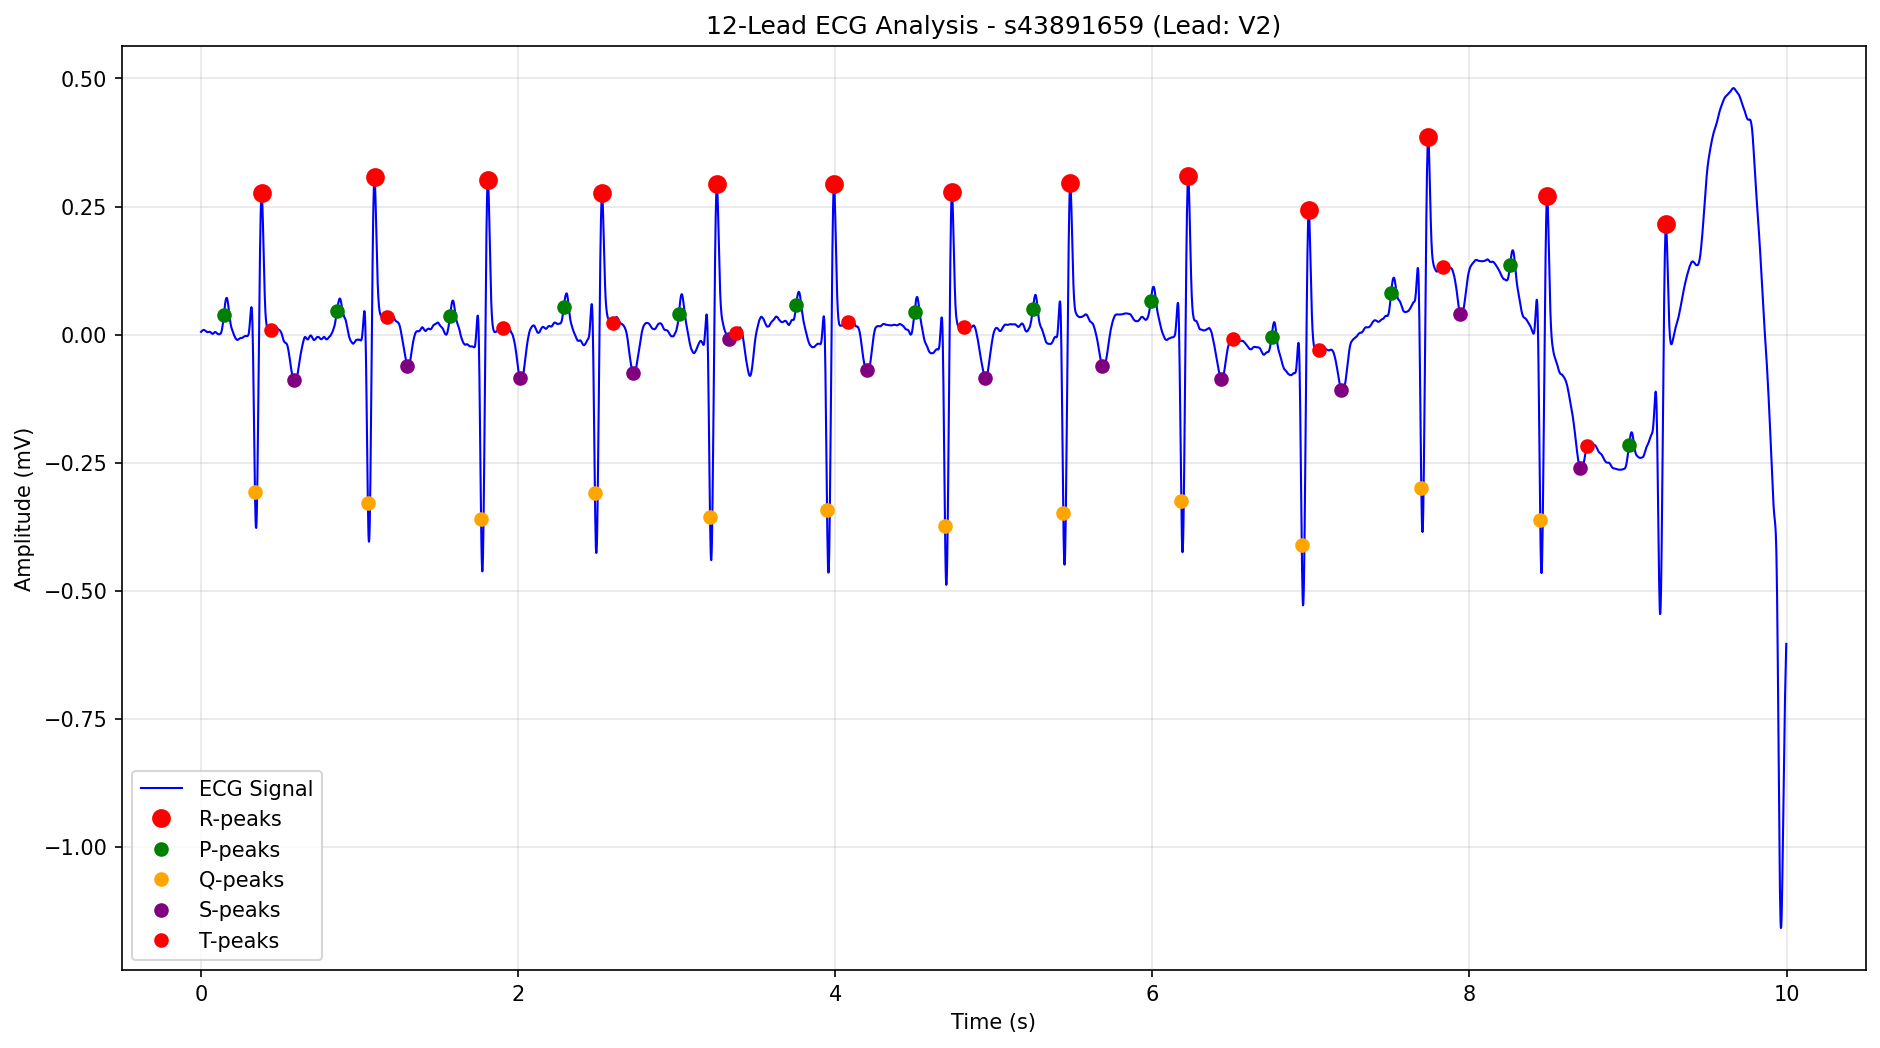 12-Lead ECG Analysis - s43891659 (Lead: V2)
Amplitude (mV)
0.50
0.25
0.00
−0.25
−0.50
−0.75
−1.00
ECG Signal
R-peaks
P-peaks
Q-peaks
S-peaks
T-peaks
0 2 4 6 8 10
Time (s)